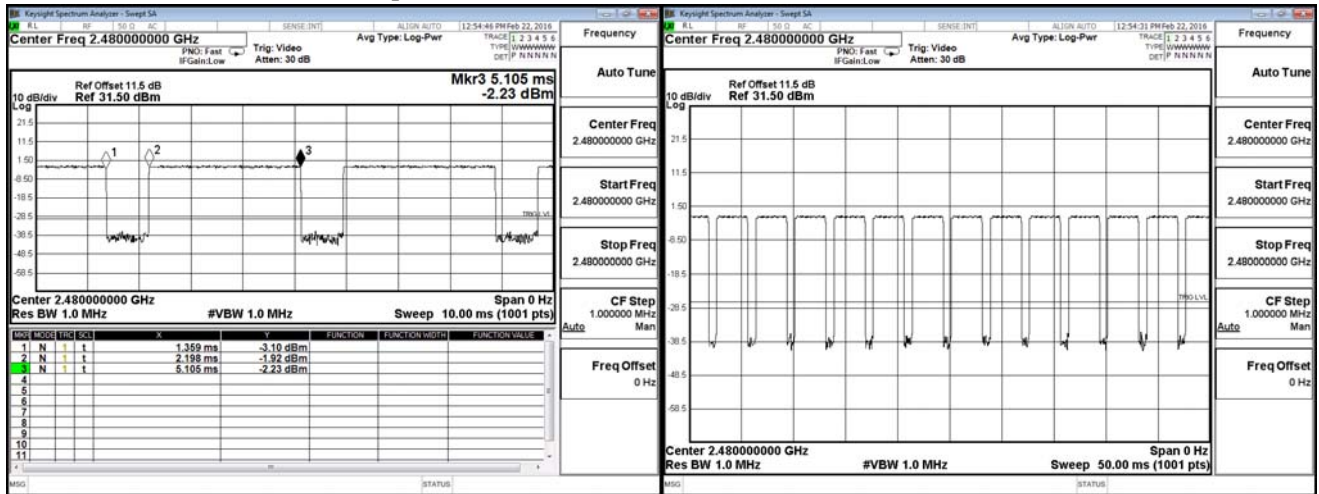 Keysight Spectrum Analyzer - Swept SA
RL RF 50 Ω AC SENSE:INT ALIGN AUTO 12:54:46 PM Feb 22, 2016
Center Freq 2.480000000 GHz
Avg Type: Log-Pwr
TRACE 1 2 3 4 5 6
TYPE WWWWWW
DET P NNNNN
PNO: Fast
IFGain:Low
Trig: Video
Atten: 30 dB
Mkr3 5.105 ms
-2.23 dBm
Ref Offset 11.5 dB
10 dB/div Ref 31.50 dBm
Log
21.5
11.5
1.50
-8.50
-18.5
-28.5
-38.5
-48.5
-58.5
1
2
3
TRIG LVL
Center 2.480000000 GHz Span 0 Hz
Res BW 1.0 MHz #VBW 1.0 MHz Sweep 10.00 ms (1001 pts)
MKR MODE TRC SCL X Y FUNCTION FUNCTION WIDTH FUNCTION VALUE
1 N 1 t 1.359 ms -3.10 dBm
2 N 1 t 2.198 ms -1.92 dBm
3 N 1 t 5.105 ms -2.23 dBm
4
5
6
7
8
9
10
11
MSG STATUS
Frequency
Auto Tune
Center Freq
2.480000000 GHz
Start Freq
2.480000000 GHz
Stop Freq
2.480000000 GHz
CF Step
1.000000 MHz
Auto Man
Freq Offset
0 Hz
Keysight Spectrum Analyzer - Swept SA
RL RF 50 Ω AC SENSE:INT ALIGN AUTO 12:54:31 PM Feb 22, 2016
Center Freq 2.480000000 GHz
Avg Type: Log-Pwr
TRACE 1 2 3 4 5 6
TYPE WWWWWW
DET P NNNNN
PNO: Fast
IFGain:Low
Trig: Video
Atten: 30 dB
Ref Offset 11.5 dB
10 dB/div Ref 31.50 dBm
Log
21.5
11.5
1.50
-8.50
-18.5
-28.5
-38.5
-48.5
-58.5
TRIG LVL
Center 2.480000000 GHz Span 0 Hz
Res BW 1.0 MHz #VBW 1.0 MHz Sweep 50.00 ms (1001 pts)
MSG STATUS
Frequency
Auto Tune
Center Freq
2.480000000 GHz
Start Freq
2.480000000 GHz
Stop Freq
2.480000000 GHz
CF Step
1.000000 MHz
Auto Man
Freq Offset
0 Hz